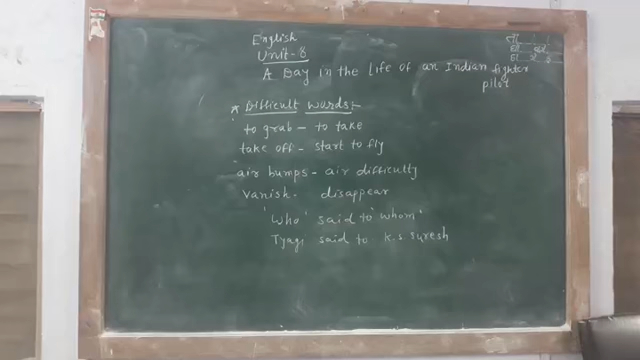 English
Unit-8
A Day in the Life of an Indian fighter
pilot
* Difficult words:-
to grab - to take
take off - start to fly
air bumps - air difficulty
vanish - disappear
'Who' said to 'whom'
Tyagi said to K.S Suresh